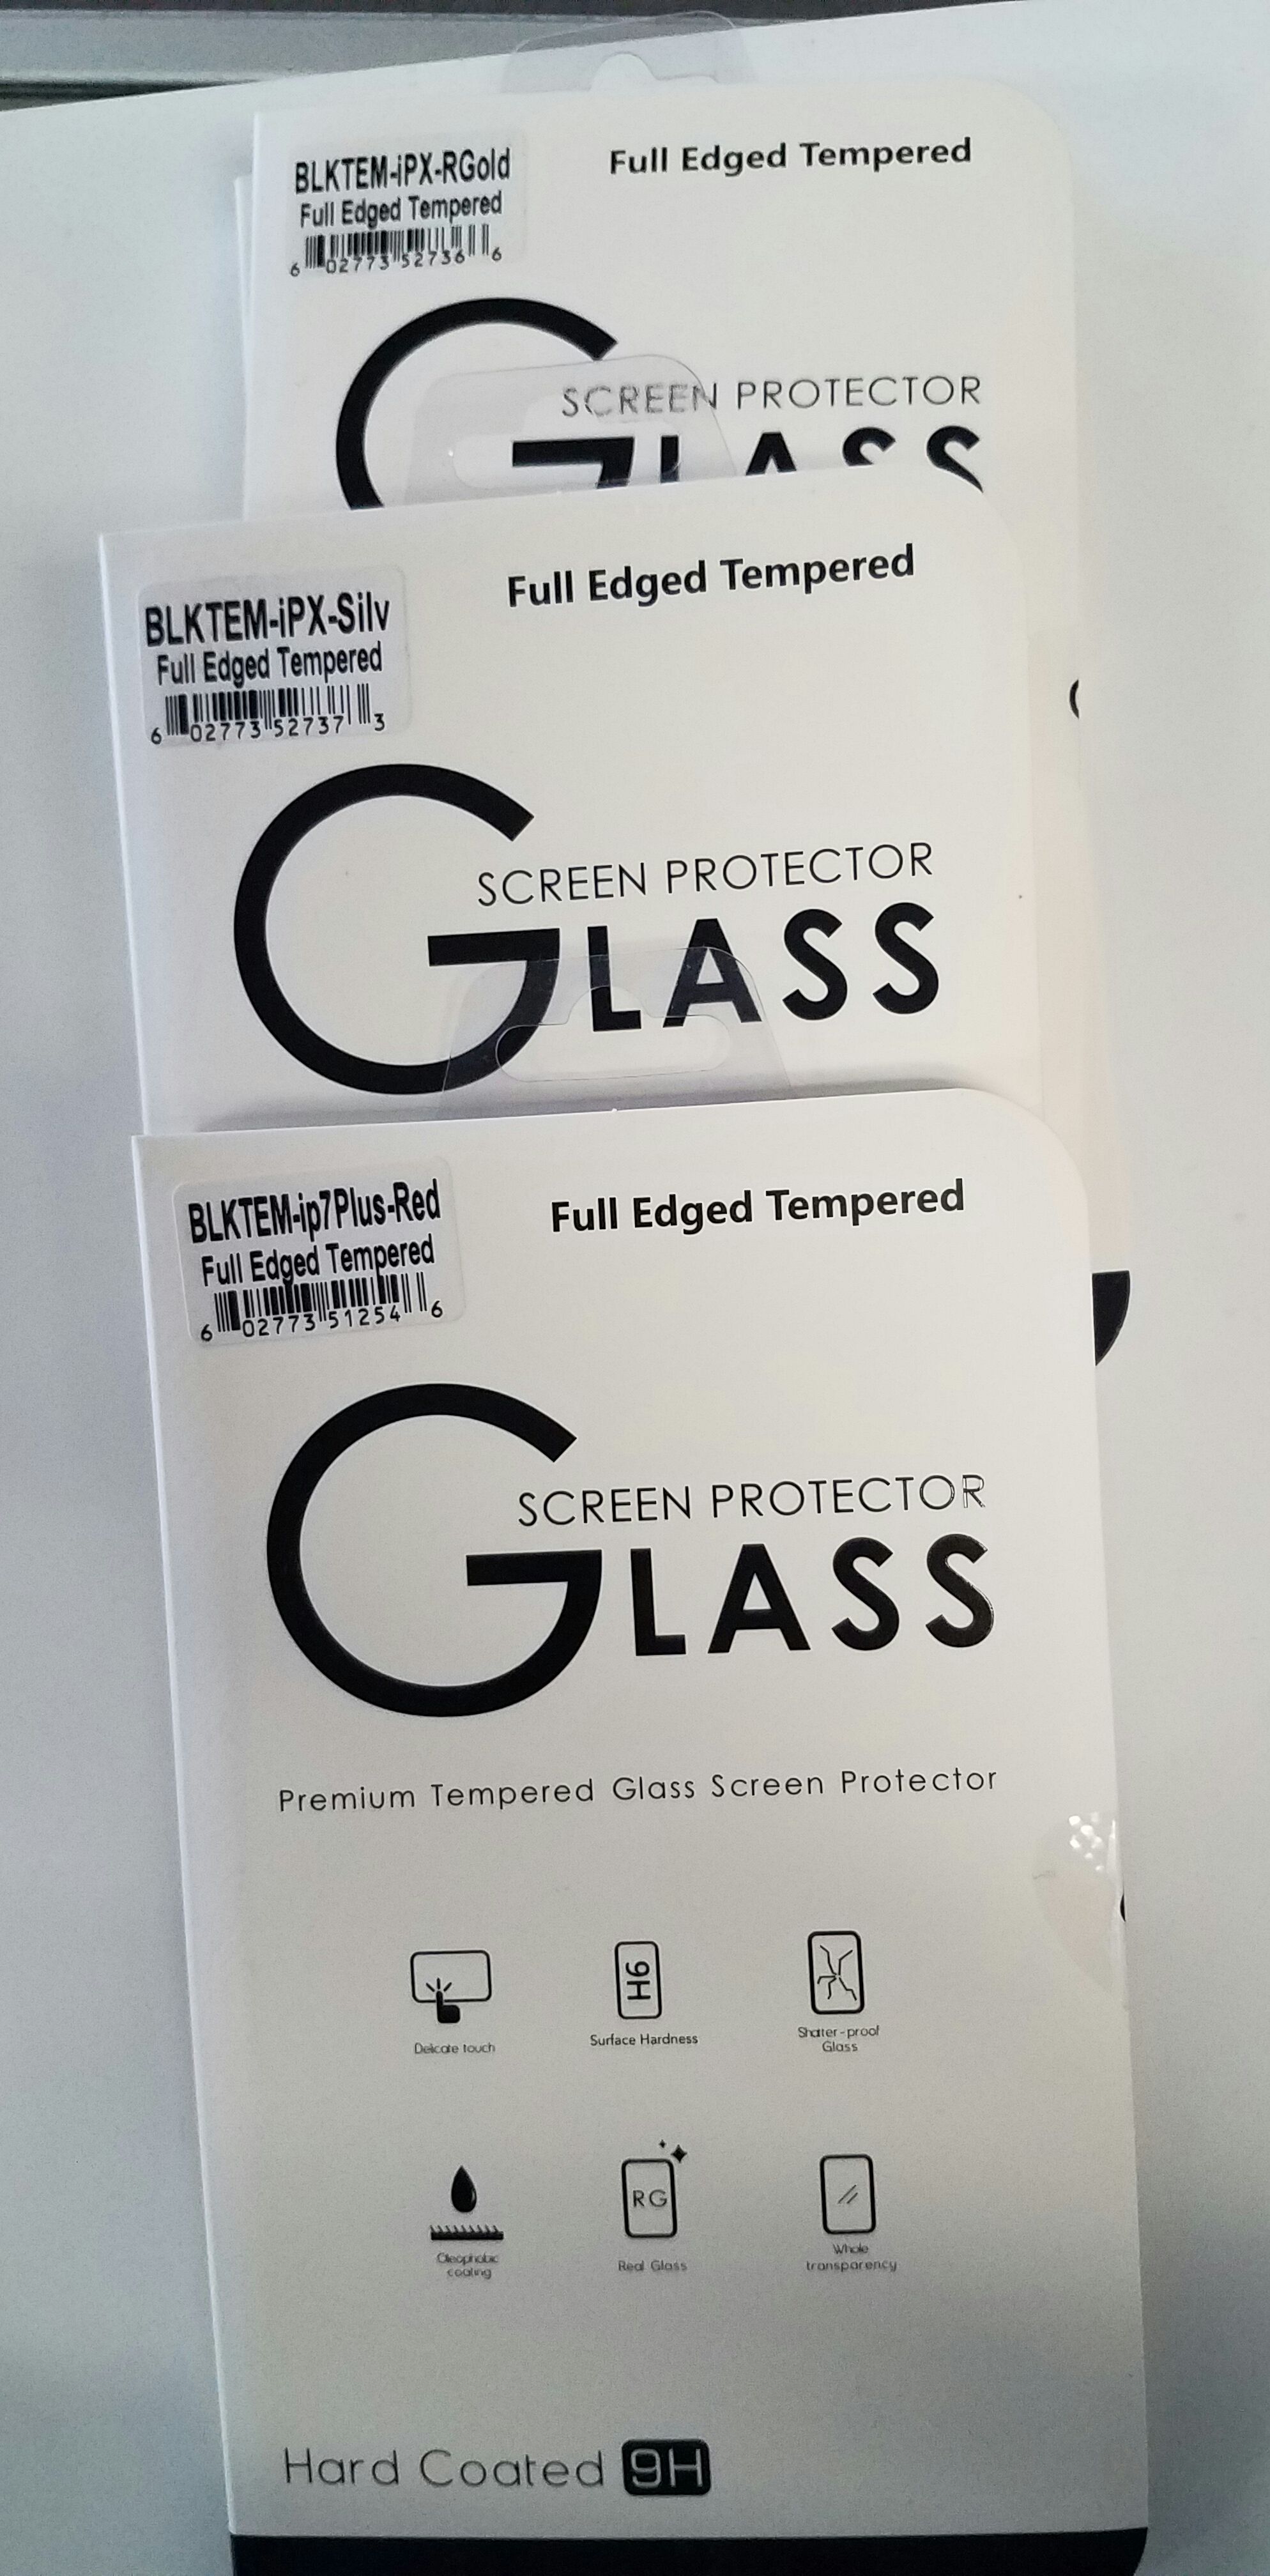 BLKTEM-iPX-RGold
Full Edged Tempered
6 02773 52736 6
Full Edged Tempered
SCREEN PROTECTOR
GLASS
BLKTEM-iPX-Silv
Full Edged Tempered
6 02773 52737 3
Full Edged Tempered
SCREEN PROTECTOR
GLASS
BLKTEM-ip7Plus-Red
Full Edged Tempered
6 02773 51254 6
Full Edged Tempered
SCREEN PROTECTOR
GLASS
Premium Tempered Glass Screen Protector
9H
Delicate touch
Surface Hardness
Shatter-proof
Glass
RG
Oleophobic
coating
Real Glass
Whole
transparency
Hard Coated 9H